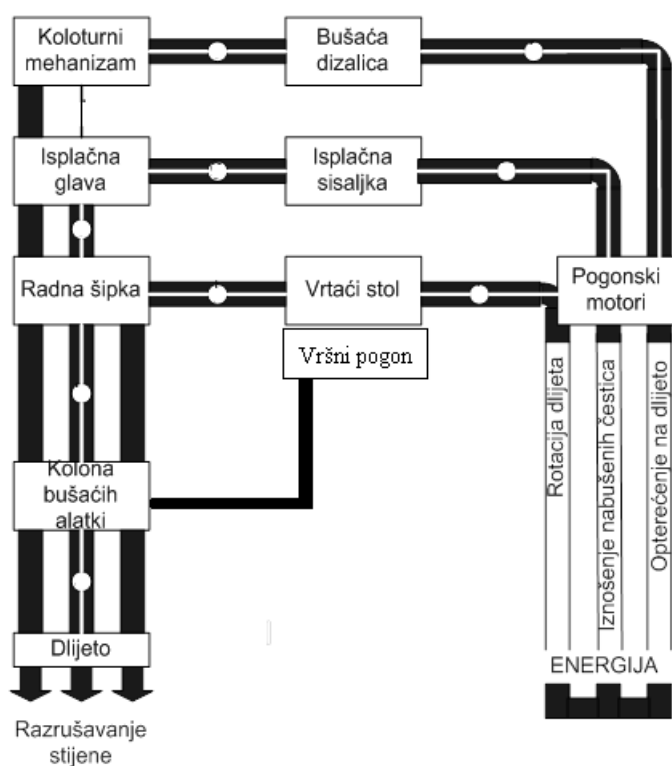 Koloturni
mehanizam
Bušaća
dizalica
Isplačna
glava
Isplačna
sisaljka
Radna šipka
Vrtaći stol
Pogonski
motori
Vršni pogon
Rotacija dlijeta
Iznošenje nabušenih čestica
Opterećenje na dlijeto
Kolona
bušaćih
alatki
Dlijeto
ENERGIJA
Razrušavanje
stijene